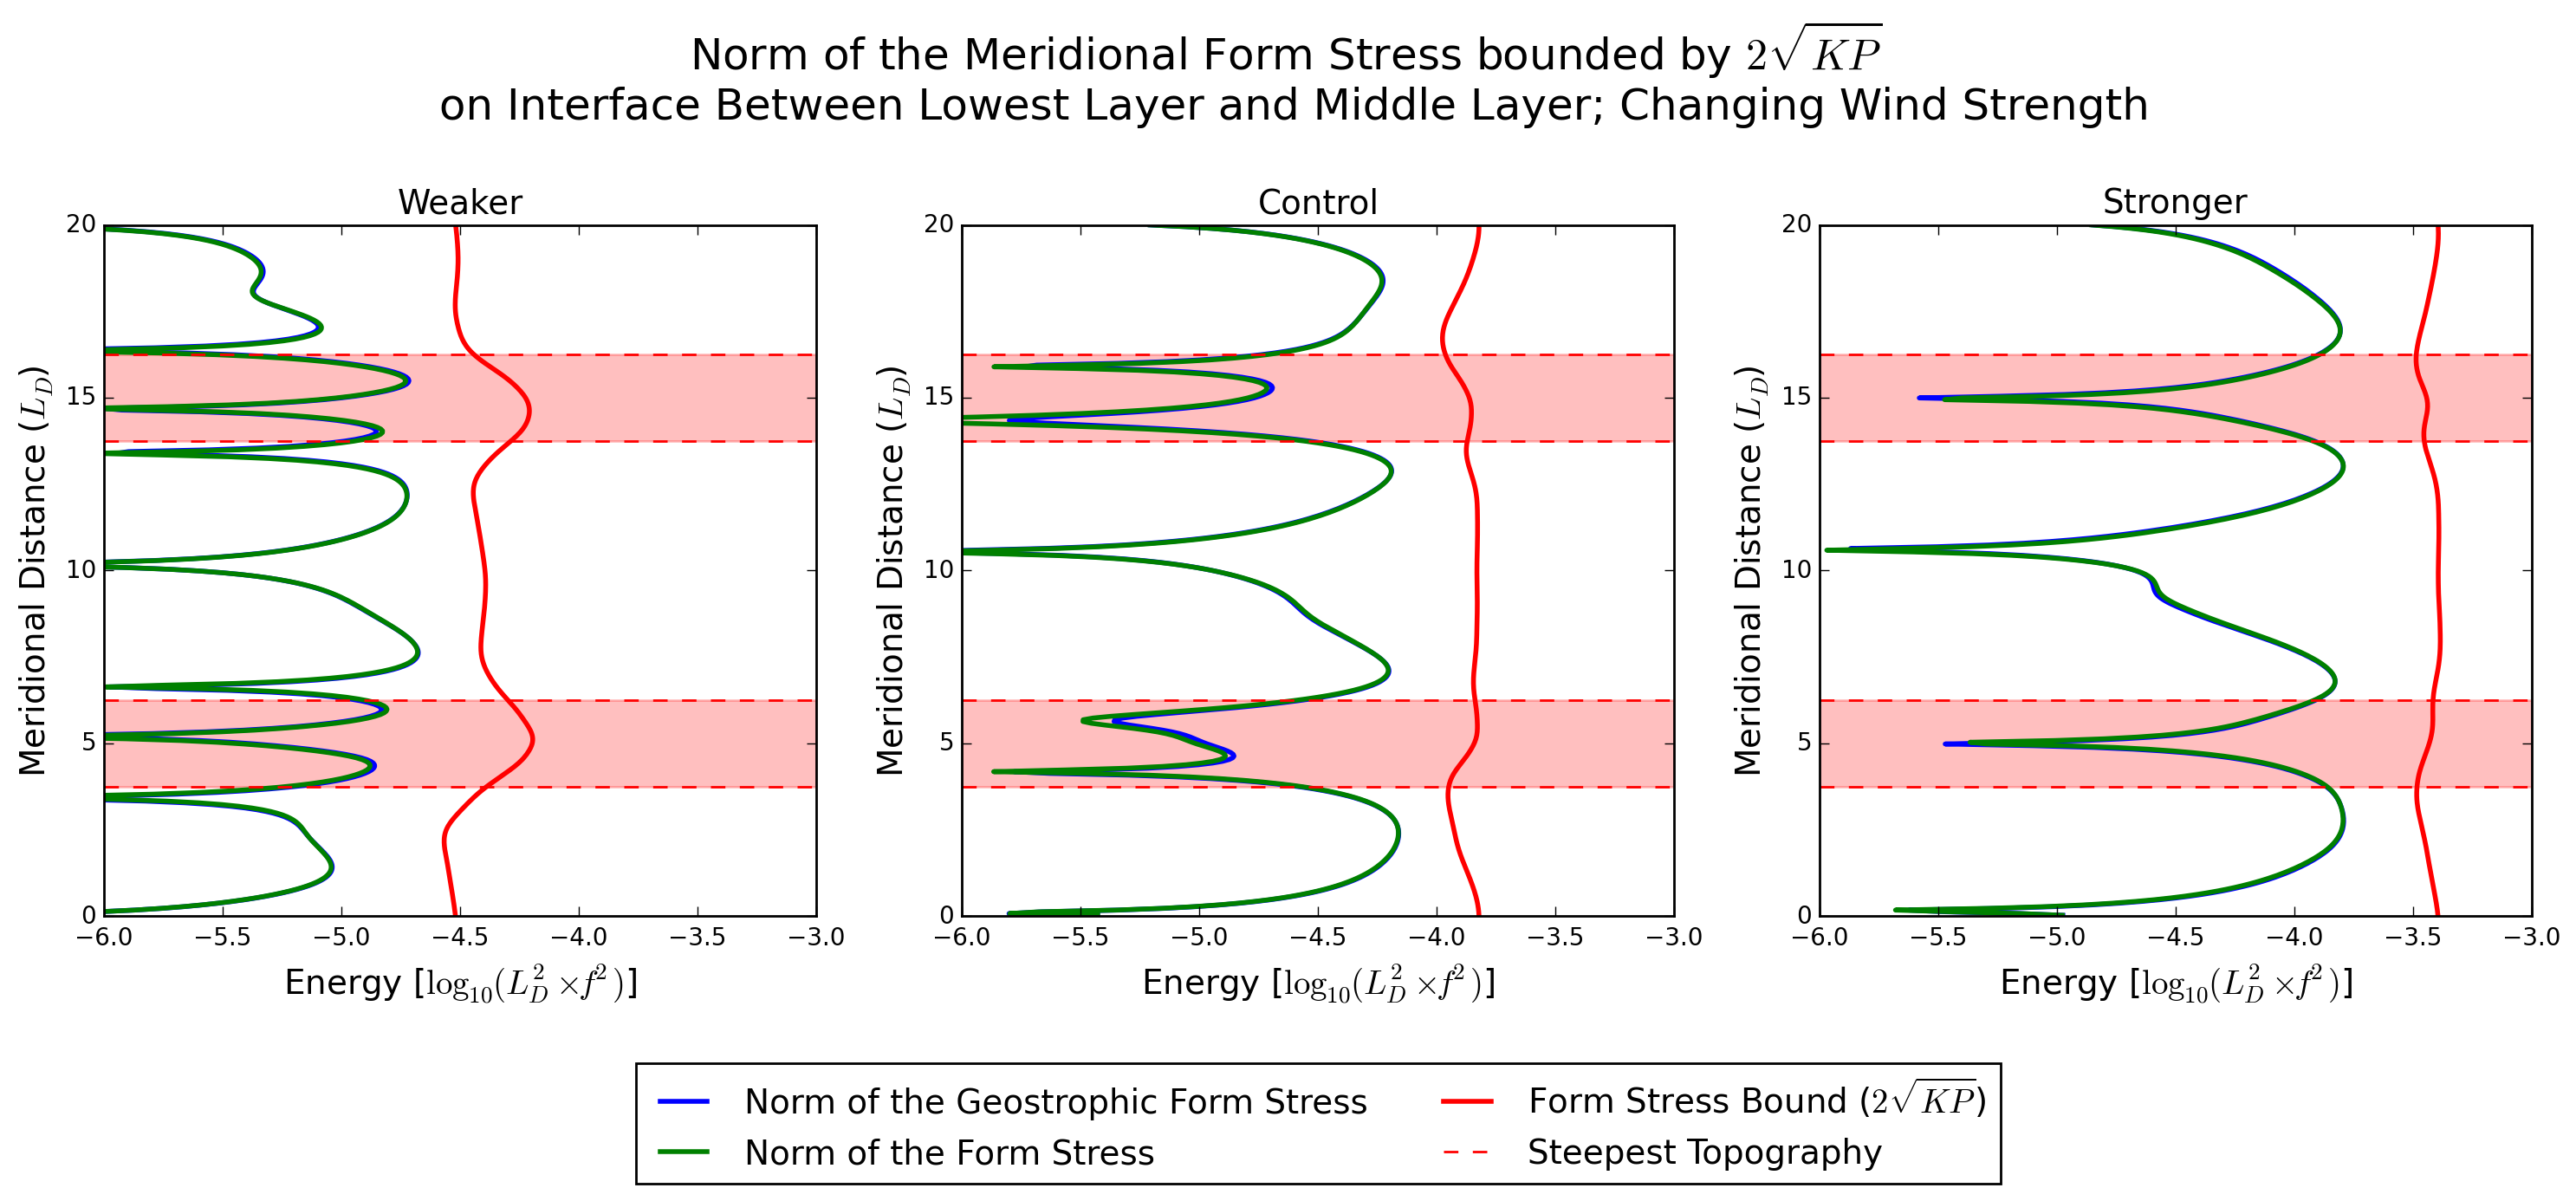 Norm of the Meridional Form Stress bounded by 2√KP
on Interface Between Lowest Layer and Middle Layer; Changing Wind Strength
Weaker
Control
Stronger
20
15
10
5
0
20
15
10
5
0
20
15
10
5
0
Meridional Distance (L_D)
Meridional Distance (L_D)
Meridional Distance (L_D)
−6.0 −5.5 −5.0 −4.5 −4.0 −3.5 −3.0
−6.0 −5.5 −5.0 −4.5 −4.0 −3.5 −3.0
−6.0 −5.5 −5.0 −4.5 −4.0 −3.5 −3.0
Energy [log₁₀(L_D² × f²)]
Energy [log₁₀(L_D² × f²)]
Energy [log₁₀(L_D² × f²)]
Norm of the Geostrophic Form Stress
Norm of the Form Stress
Form Stress Bound (2√KP)
Steepest Topography